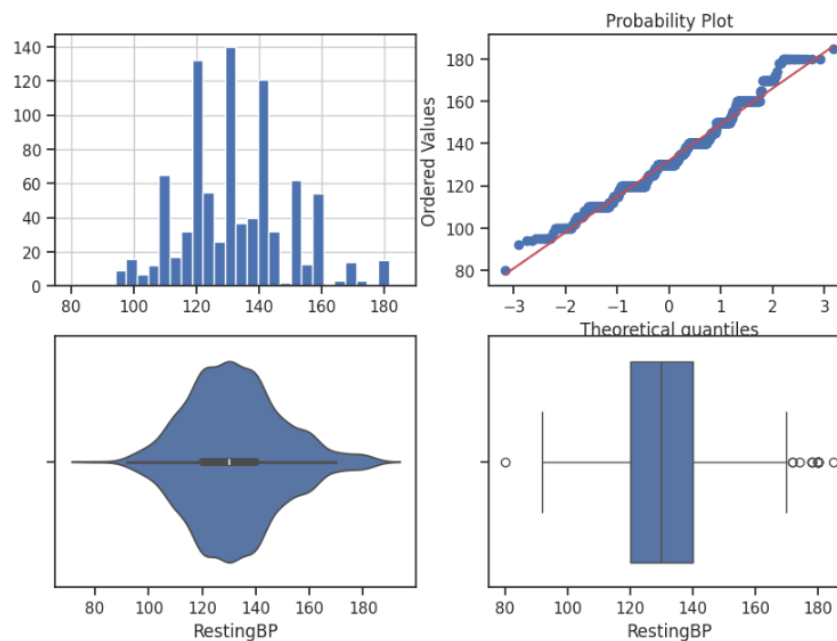 Probability Plot
140
120
100
80
60
40
20
0
80 100 120 140 160 180
Ordered Values
180
160
140
120
100
80
−3 −2 −1 0 1 2 3
Theoretical quantiles
80 100 120 140 160 180
RestingBP
80 100 120 140 160 180
RestingBP